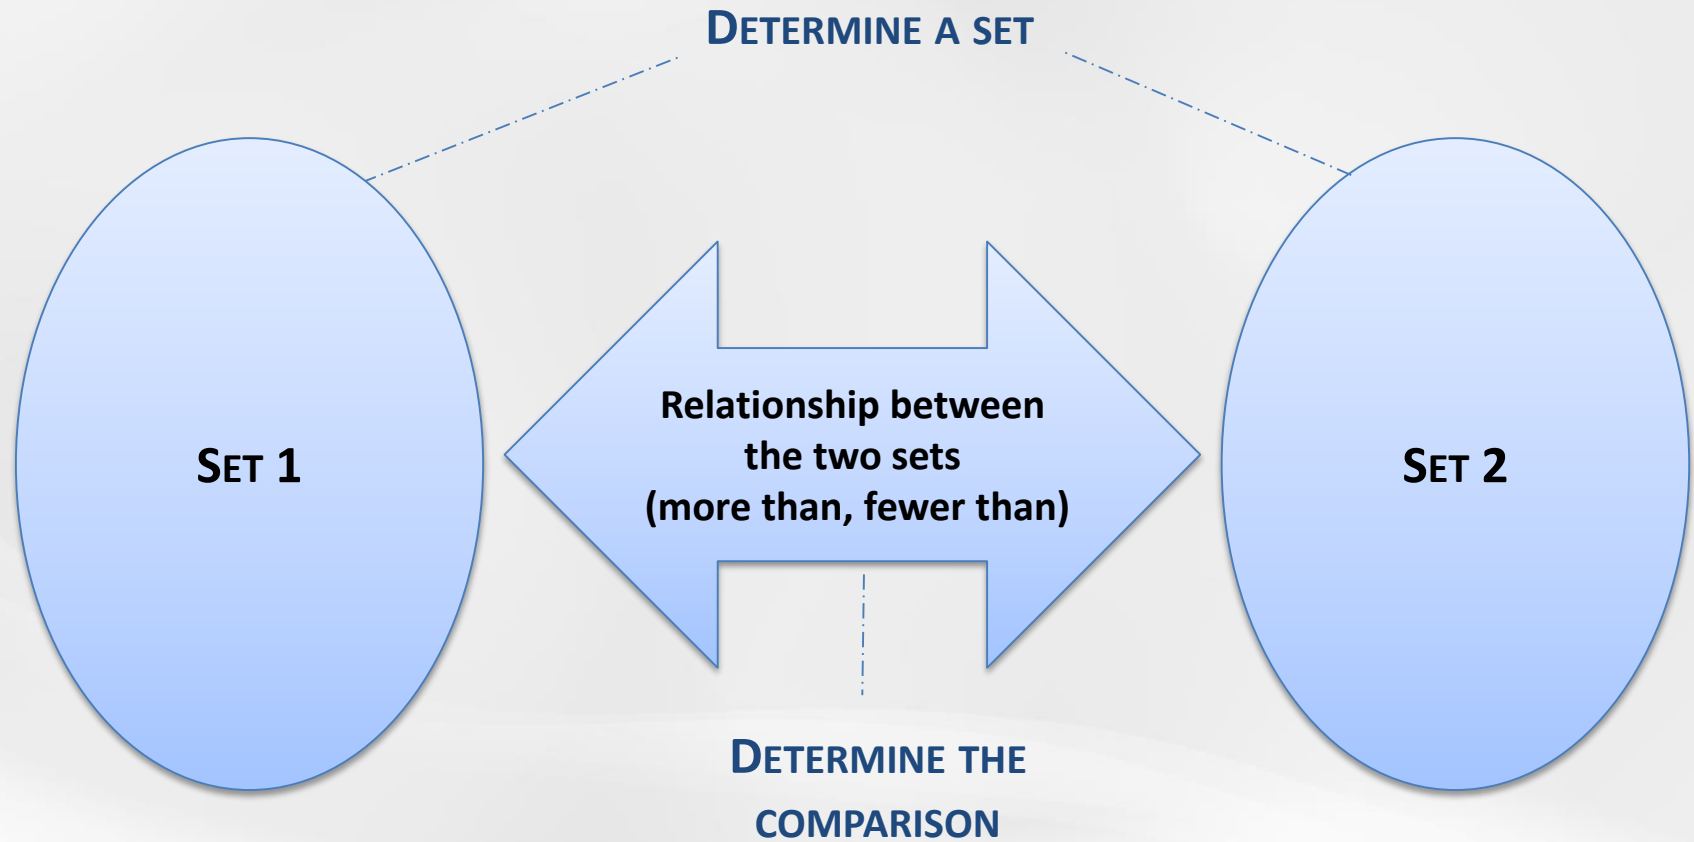 DETERMINE A SET
SET 1
Relationship between
the two sets
(more than, fewer than)
SET 2
DETERMINE THE
COMPARISON